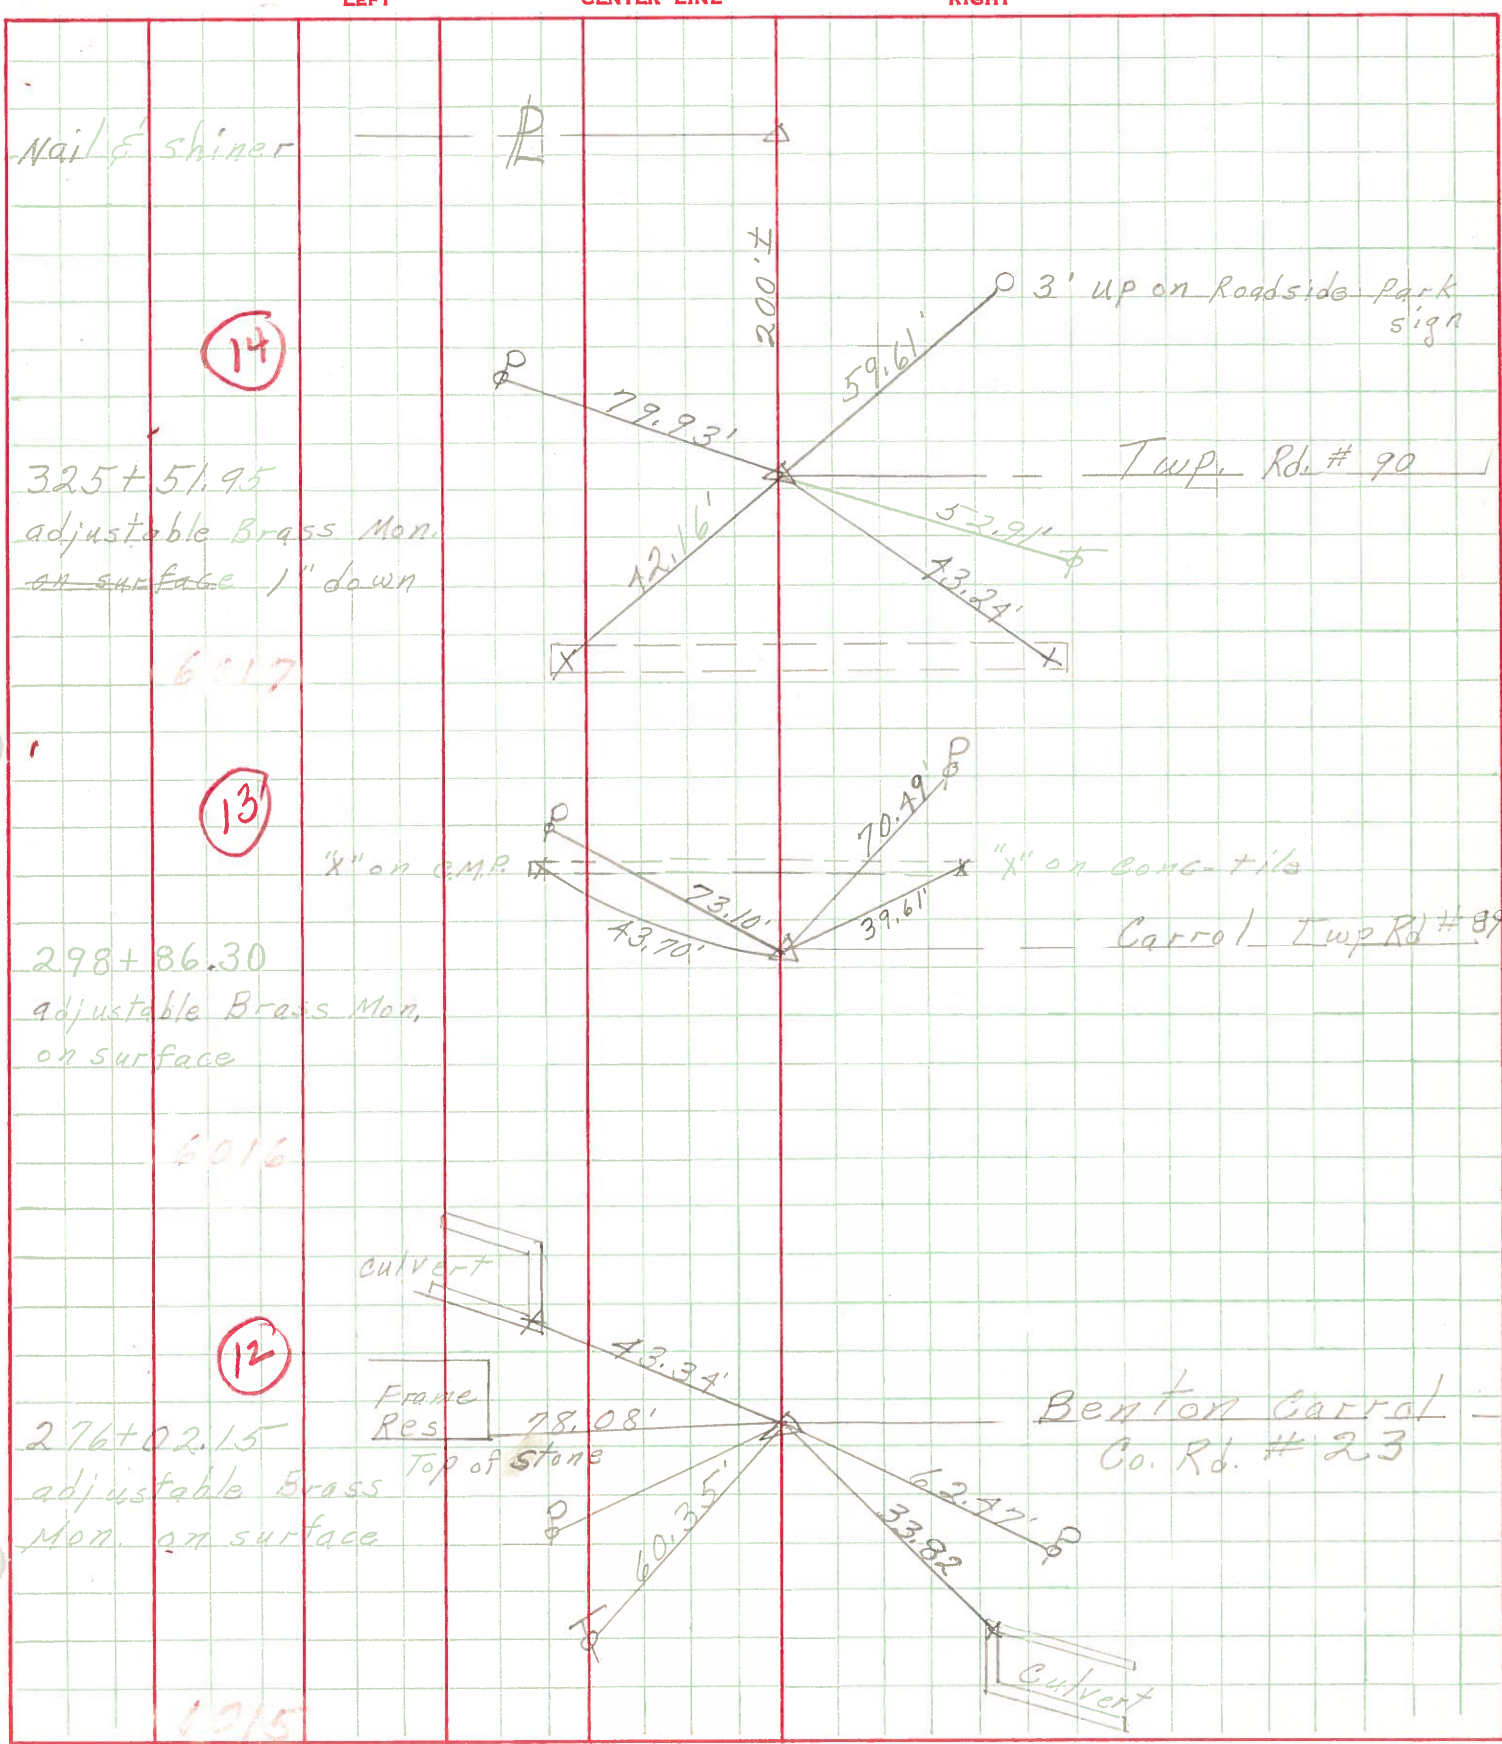 LEFT CENTER LINE RIGHT
Nail & shiner
PL
200' ±
3' up on Roadside Park
sign
14
P
59.61'
79.93'
Twp. Rd. # 90
325+51.95
adjustable Brass Mon.
on surface 1" down
42.16'
43.24'
X X
6017
13
P
P
70.49'
"X" on C.M.P.
"X" on conc-tile
73.10'
43.70'
39.61'
Carrol Twp Rd # 89
298+86.30
adjustable Brass Mon.
on surface
6016
culvert
12
43.34'
Frame
Res
78.08'
Top of stone
Benton Carrol
Co. Rd. # 23
276+02.15
adjustable Brass
Mon. on surface
P
60.35'
62.47'
P
33.82
T
Culvert